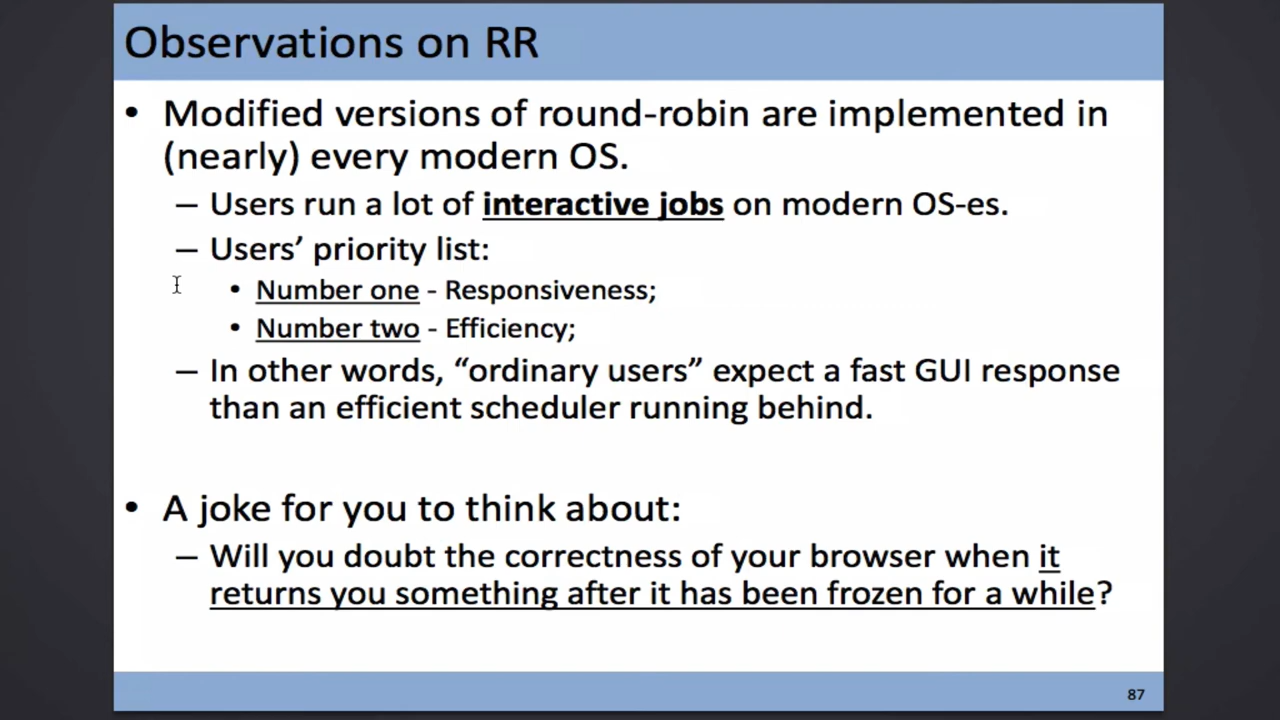 Observations on RR
• Modified versions of round-robin are implemented in
(nearly) every modern OS.
– Users run a lot of interactive jobs on modern OS-es.
– Users’ priority list:
• Number one - Responsiveness;
• Number two - Efficiency;
– In other words, “ordinary users” expect a fast GUI response
than an efficient scheduler running behind.
• A joke for you to think about:
– Will you doubt the correctness of your browser when it
returns you something after it has been frozen for a while?
87